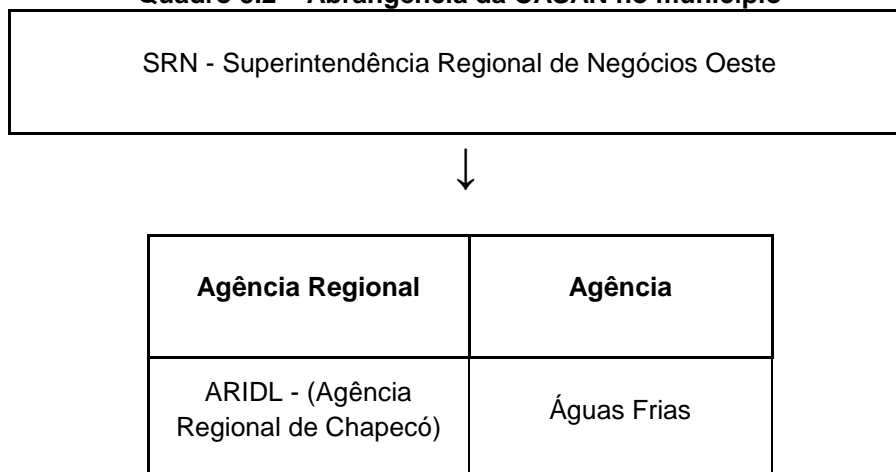 SRN - Superintendência Regional de Negócios Oeste
↓
Agência Regional
Agência
ARIDL - (Agência
Regional de Chapecó)
Águas Frias